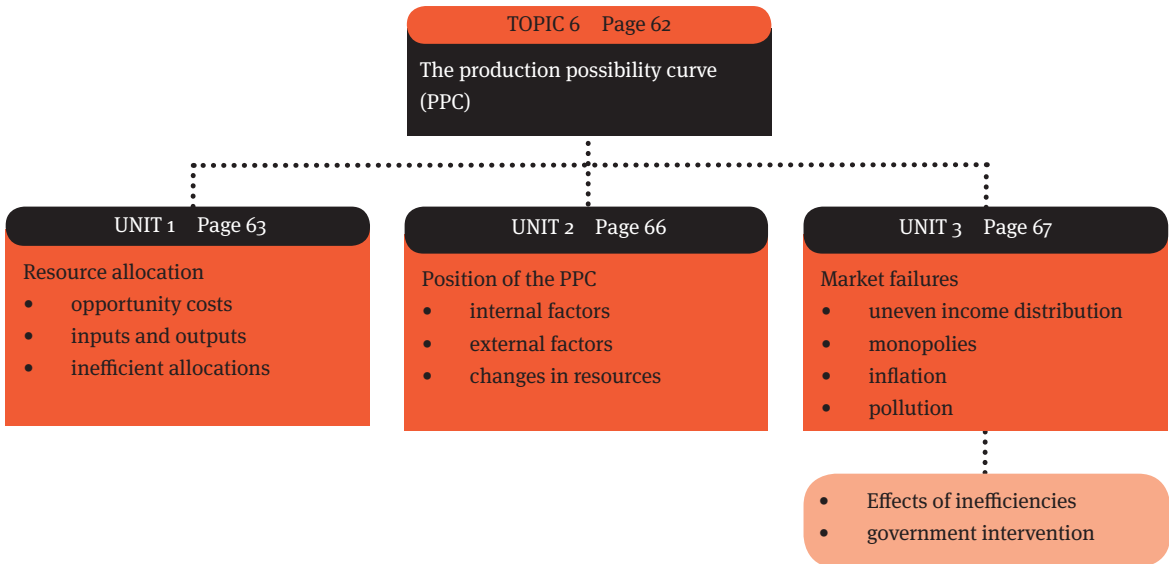 TOPIC 6 Page 62
The production possibility curve
(PPC)
UNIT 1 Page 63
Resource allocation
• opportunity costs
• inputs and outputs
• inefficient allocations
UNIT 2 Page 66
Position of the PPC
• internal factors
• external factors
• changes in resources
UNIT 3 Page 67
Market failures
• uneven income distribution
• monopolies
• inflation
• pollution
• Effects of inefficiencies
• government intervention